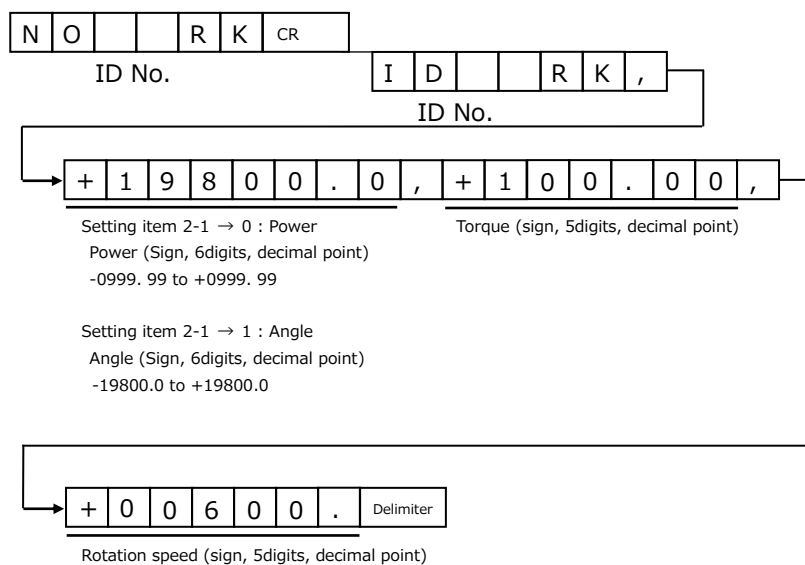 N O R K CR
ID No.
I D R K ,
ID No.
+ 1 9 8 0 0 . 0 , + 1 0 0 . 0 0 ,
Setting item 2-1 → 0 : Power
Power (Sign, 6digits, decimal point)
-0999. 99 to +0999. 99
Torque (sign, 5digits, decimal point)
Setting item 2-1 → 1 : Angle
Angle (Sign, 6digits, decimal point)
-19800.0 to +19800.0
+ 0 0 6 0 0 . Delimiter
Rotation speed (sign, 5digits, decimal point)